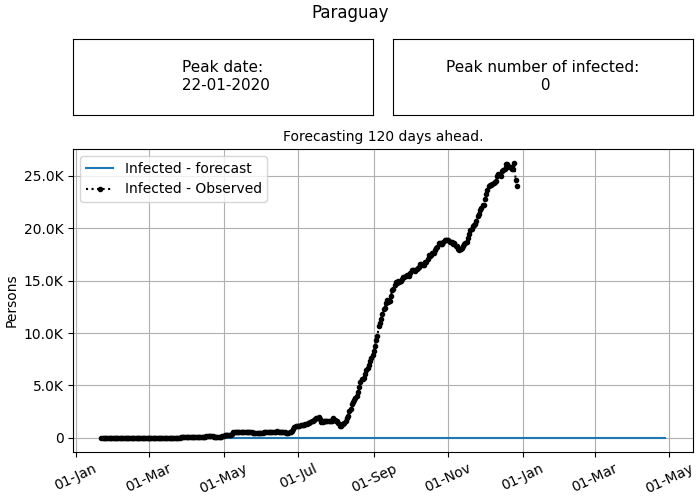 Paraguay
Peak date:
22-01-2020
Peak number of infected:
0
Forecasting 120 days ahead.
Infected - forecast
Infected - Observed
Persons
25.0K
20.0K
15.0K
10.0K
5.0K
0
01-Jan
01-Mar
01-May
01-Jul
01-Sep
01-Nov
01-Jan
01-Mar
01-May